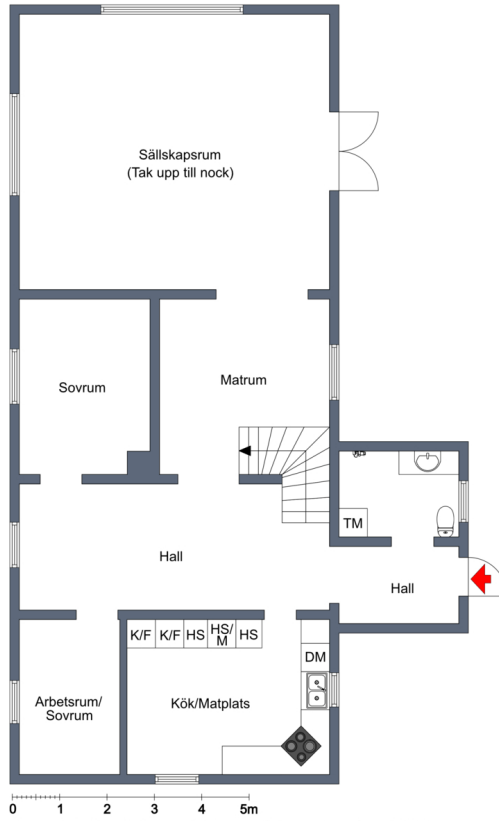 Sällskapsrum
(Tak upp till nock)
Sovrum
Matrum
TM
Hall
Hall
K/F
K/F
HS
HS/
M
HS
DM
Arbetsrum/
Sovrum
Kök/Matplats
0 1 2 3 4 5m